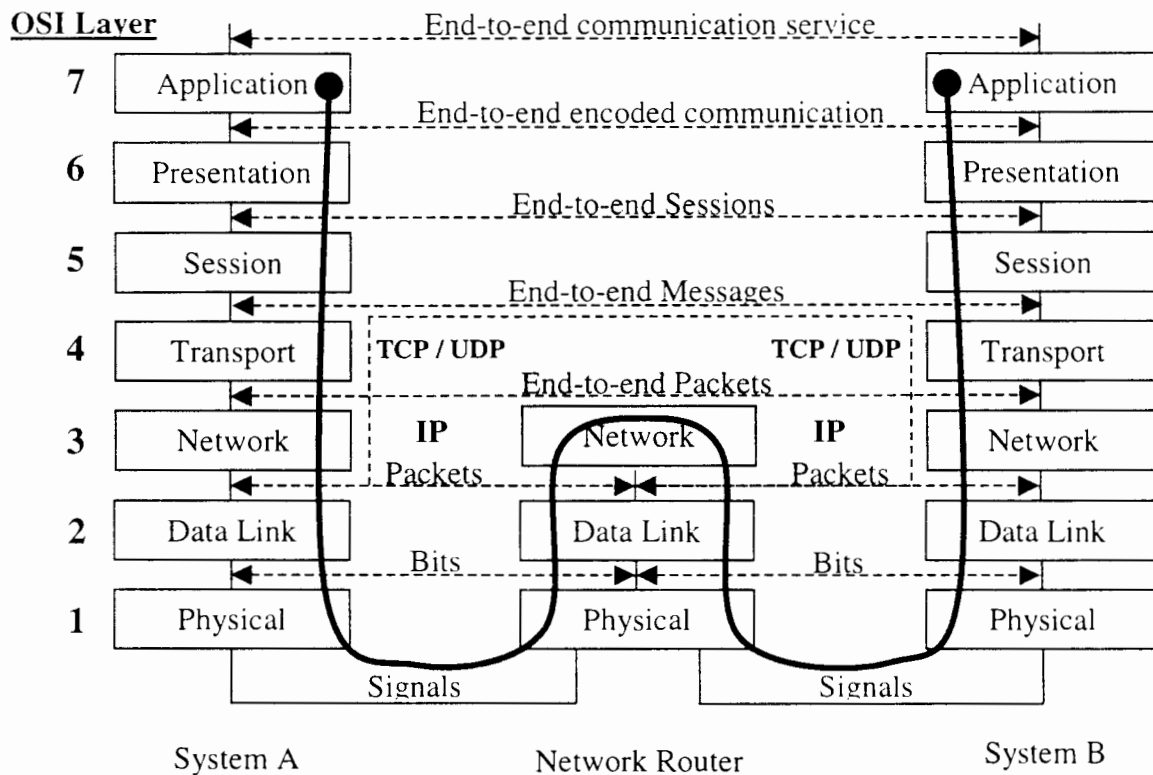 OSI Layer
End-to-end communication service
7
Application
Application
End-to-end encoded communication
6
Presentation
Presentation
End-to-end Sessions
5
Session
Session
End-to-end Messages
4
Transport
TCP / UDP
TCP / UDP
Transport
End-to-end Packets
3
Network
IP
Network
IP
Network
Packets
Packets
2
Data Link
Data Link
Data Link
Bits
Bits
1
Physical
Physical
Physical
Signals
Signals
System A
Network Router
System B